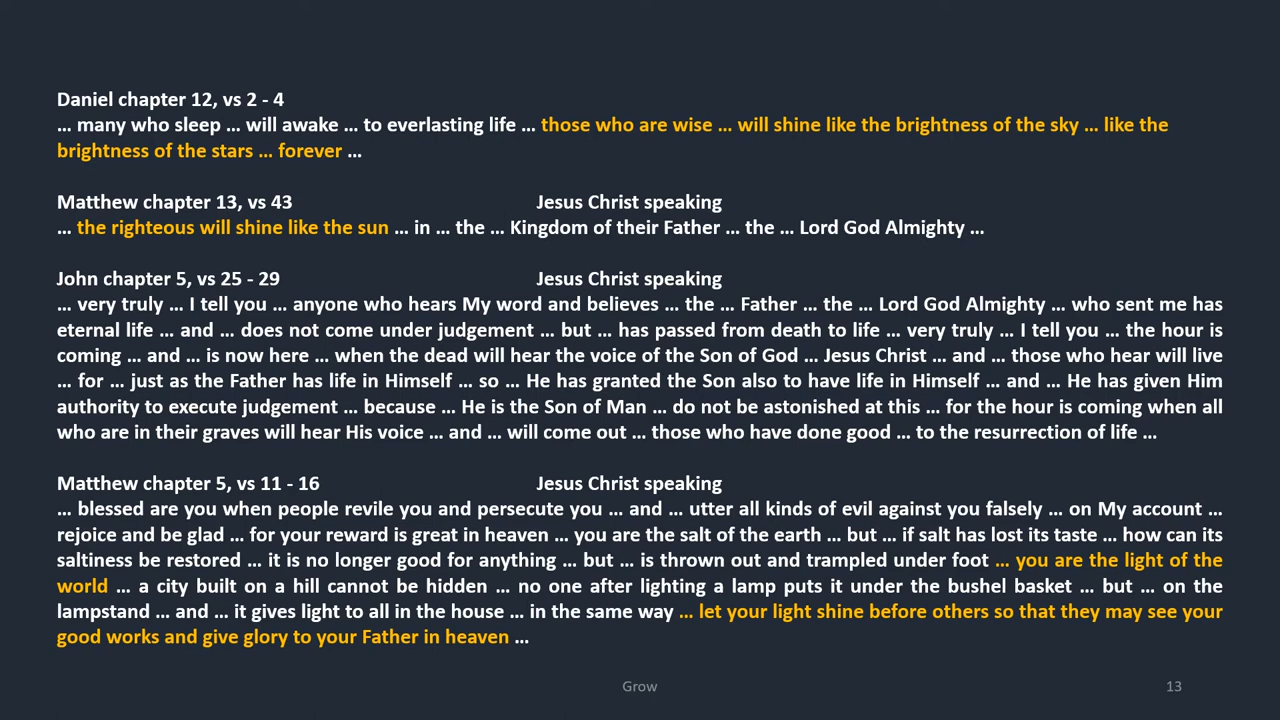 Daniel chapter 12, vs 2 - 4
… many who sleep … will awake … to everlasting life … those who are wise … will shine like the brightness of the sky … like the
brightness of the stars … forever …
Matthew chapter 13, vs 43 Jesus Christ speaking
… the righteous will shine like the sun … in … the … Kingdom of their Father … the … Lord God Almighty …
John chapter 5, vs 25 - 29 Jesus Christ speaking
… very truly … I tell you … anyone who hears My word and believes … the … Father … the … Lord God Almighty … who sent me has
eternal life … and … does not come under judgement … but … has passed from death to life … very truly … I tell you … the hour is
coming … and … is now here … when the dead will hear the voice of the Son of God … Jesus Christ … and … those who hear will live
… for … just as the Father has life in Himself … so … He has granted the Son also to have life in Himself … and … He has given Him
authority to execute judgement … because … He is the Son of Man … do not be astonished at this … for the hour is coming when all
who are in their graves will hear His voice … and … will come out … those who have done good … to the resurrection of life …
Matthew chapter 5, vs 11 - 16 Jesus Christ speaking
… blessed are you when people revile you and persecute you … and … utter all kinds of evil against you falsely … on My account …
rejoice and be glad … for your reward is great in heaven … you are the salt of the earth … but … if salt has lost its taste … how can its
saltiness be restored … it is no longer good for anything … but … is thrown out and trampled under foot … you are the light of the
world … a city built on a hill cannot be hidden … no one after lighting a lamp puts it under the bushel basket … but … on the
lampstand … and … it gives light to all in the house … in the same way … let your light shine before others so that they may see your
good works and give glory to your Father in heaven …
Grow 13